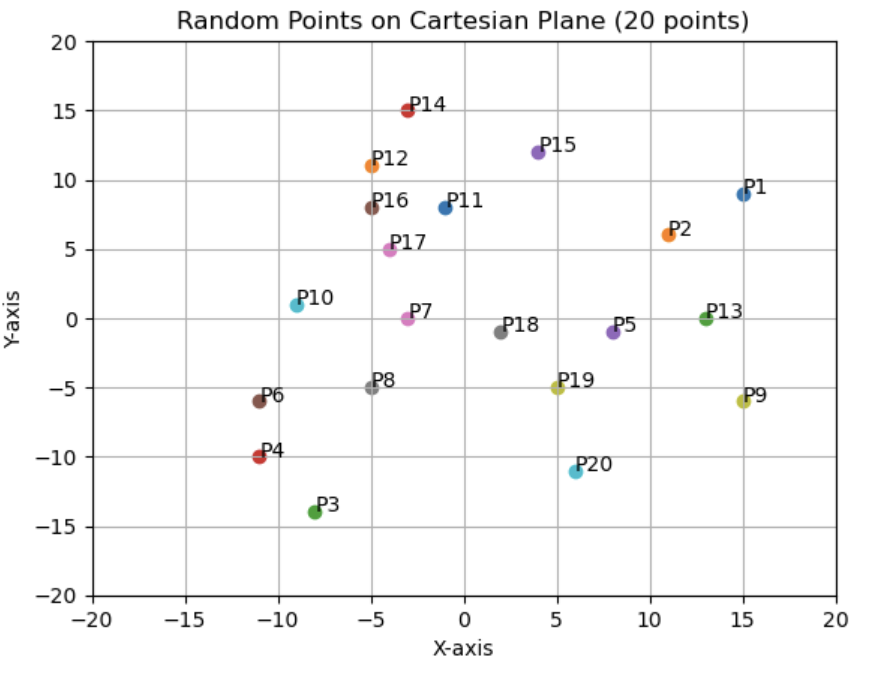 Random Points on Cartesian Plane (20 points)
20
15
10
5
0
−5
−10
−15
−20
Y-axis
P14
P15
P12
P1
P16
P11
P2
P17
P10
P7
P18
P5
P13
P8
P19
P6
P9
P4
P20
P3
−20
−15
−10
−5
0
5
10
15
20
X-axis